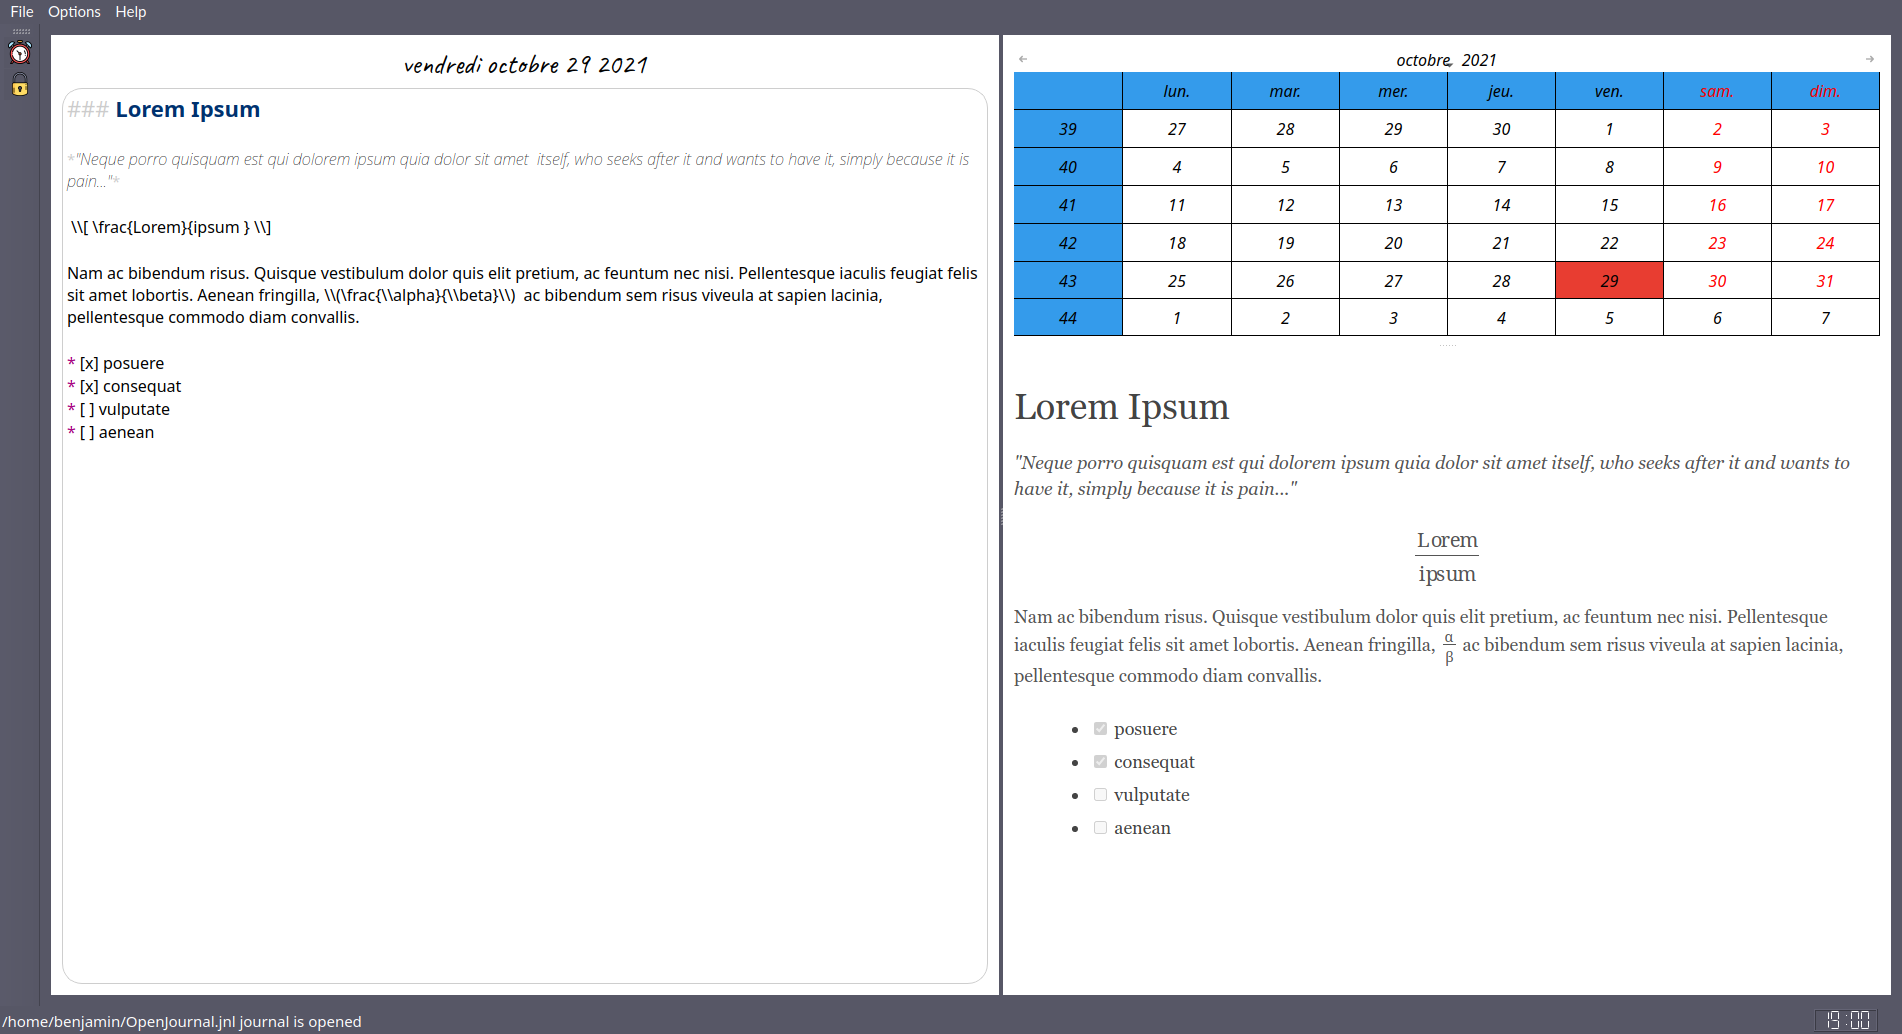 File Options Help
vendredi octobre 29 2021
### Lorem Ipsum
*"Neque porro quisquam est qui dolorem ipsum quia dolor sit amet  itself, who seeks after it and wants to have it, simply because it is
pain..."*
\\[ \frac{Lorem}{ipsum } \\]
Nam ac bibendum risus. Quisque vestibulum dolor quis elit pretium, ac feuntum nec nisi. Pellentesque iaculis feugiat felis
sit amet lobortis. Aenean fringilla, \\(\frac{\\alpha}{\\beta}\\)  ac bibendum sem risus viveula at sapien lacinia,
pellentesque commodo diam convallis.
* [x] posuere
* [x] consequat
* [ ] vulputate
* [ ] aenean
octobre 2021
lun. mar. mer. jeu. ven. sam. dim.
39 27 28 29 30 1 2 3
40 4 5 6 7 8 9 10
41 11 12 13 14 15 16 17
42 18 19 20 21 22 23 24
43 25 26 27 28 29 30 31
44 1 2 3 4 5 6 7
Lorem Ipsum
"Neque porro quisquam est qui dolorem ipsum quia dolor sit amet itself, who seeks after it and wants to
have it, simply because it is pain..."
Lorem
ipsum
Nam ac bibendum risus. Quisque vestibulum dolor quis elit pretium, ac feuntum nec nisi. Pellentesque
iaculis feugiat felis sit amet lobortis. Aenean fringilla, α/β ac bibendum sem risus viveula at sapien lacinia,
pellentesque commodo diam convallis.
posuere
consequat
vulputate
aenean
/home/benjamin/OpenJournal.jnl journal is opened
19:00